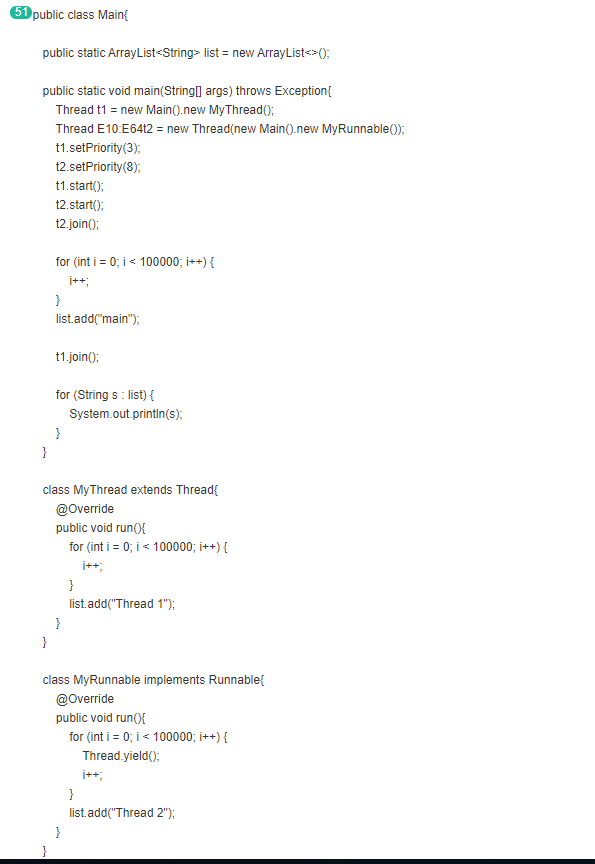 51 public class Main{
public static ArrayList<String> list = new ArrayList<>();
public static void main(String[] args) throws Exception{
Thread t1 = new Main().new MyThread();
Thread E10:E64t2 = new Thread(new Main().new MyRunnable());
t1.setPriority(3);
t2.setPriority(8);
t1.start();
t2.start();
t2.join();
for (int i = 0; i < 100000; i++) {
i++;
}
list.add("main");
t1.join();
for (String s : list) {
System.out.println(s);
}
}
class MyThread extends Thread{
@Override
public void run(){
for (int i = 0; i < 100000; i++) {
i++;
}
list.add("Thread 1");
}
}
class MyRunnable implements Runnable{
@Override
public void run(){
for (int i = 0; i < 100000; i++) {
Thread.yield();
i++;
}
list.add("Thread 2");
}
}